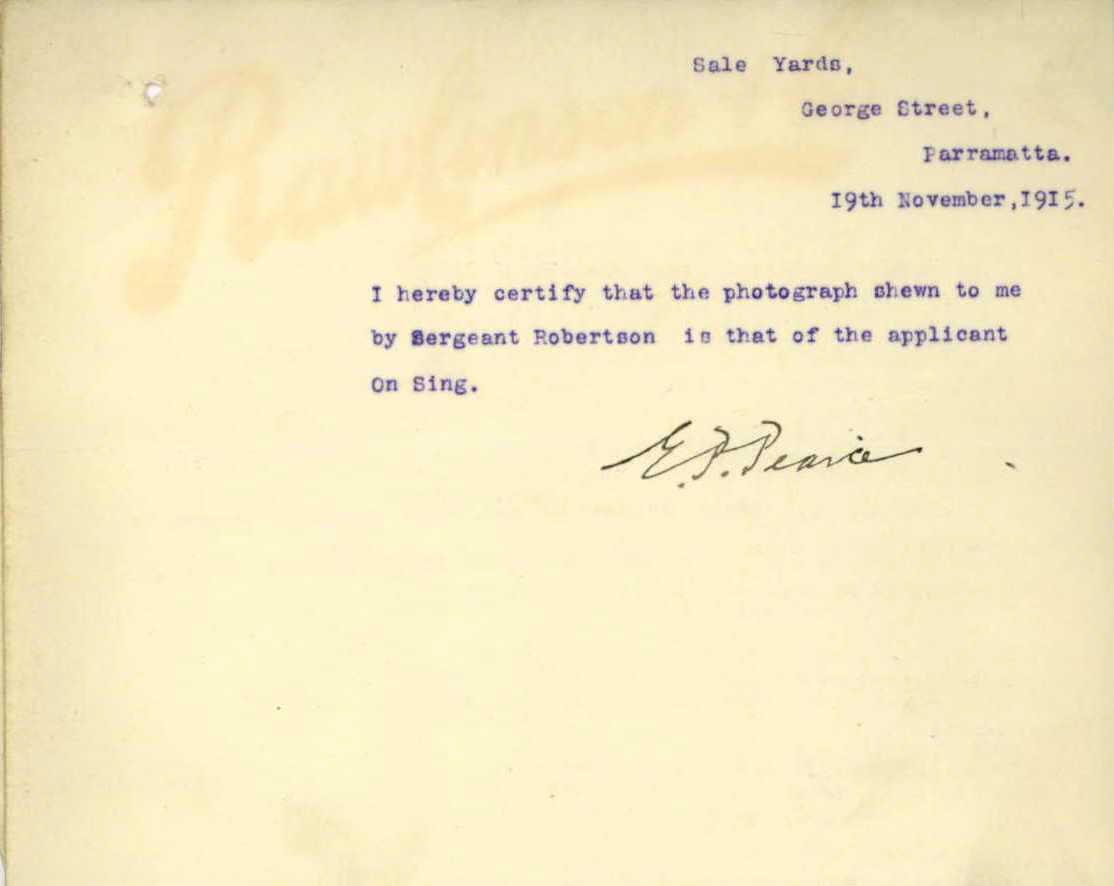 Sale Yards,
George Street,
Parramatta.
19th November,1915.
I hereby certify that the photograph shewn to me
by Sergeant Robertson is that of the applicant
On Sing.
E. P. Pearce